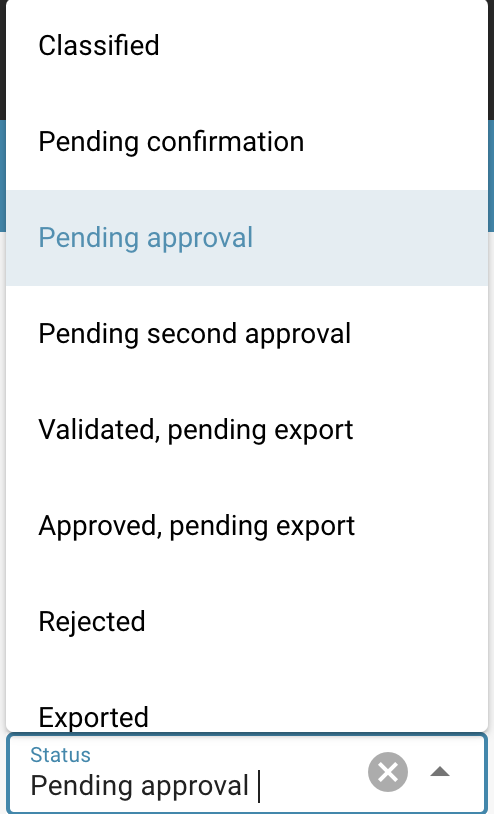 Classified
Pending confirmation
Pending approval
Pending second approval
Validated, pending export
Approved, pending export
Rejected
Exported
Status
Pending approval